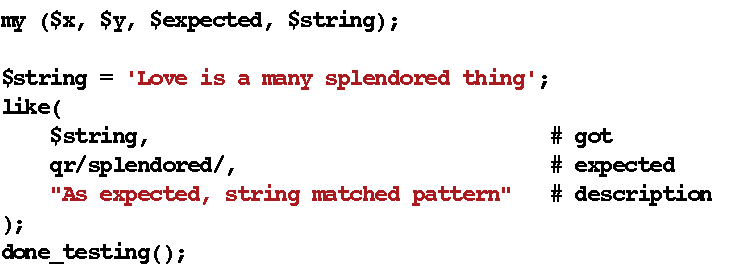 my ($x, $y, $expected, $string);
$string = 'Love is a many splendored thing';
like(
$string, # got
qr/splendored/, # expected
"As expected, string matched pattern" # description
);
done_testing();